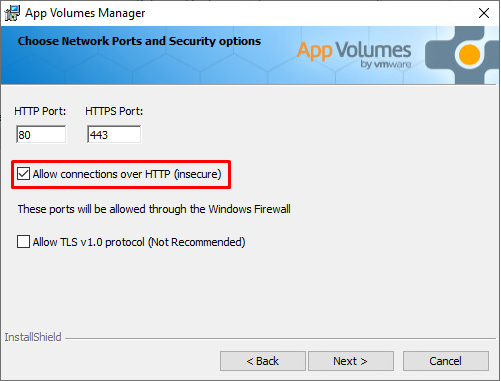 App Volumes Manager
Choose Network Ports and Security options
App Volumes
by vmware
HTTP Port: HTTPS Port:
80 443
Allow connections over HTTP (insecure)
These ports will be allowed through the Windows Firewall
Allow TLS v1.0 protocol (Not Recommended)
InstallShield
< Back Next > Cancel